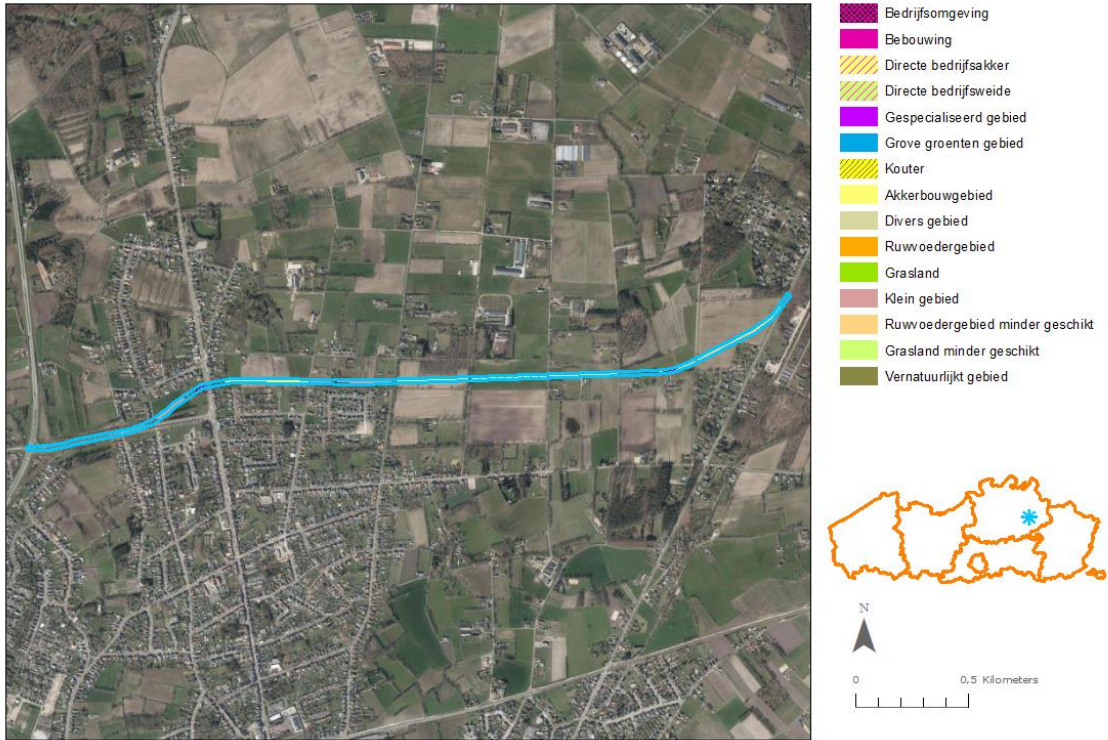 Bedrijfsomgeving
Bebouwing
Directe bedrijfsakker
Directe bedrijfsweide
Gespecialiseerd gebied
Grove groenten gebied
Kouter
Akkerbouwgebied
Divers gebied
Ruwvoedergebied
Grasland
Klein gebied
Ruwvoedergebied minder geschikt
Grasland minder geschikt
Vernatuurlijkt gebied
N
0 0,5 Kilometers